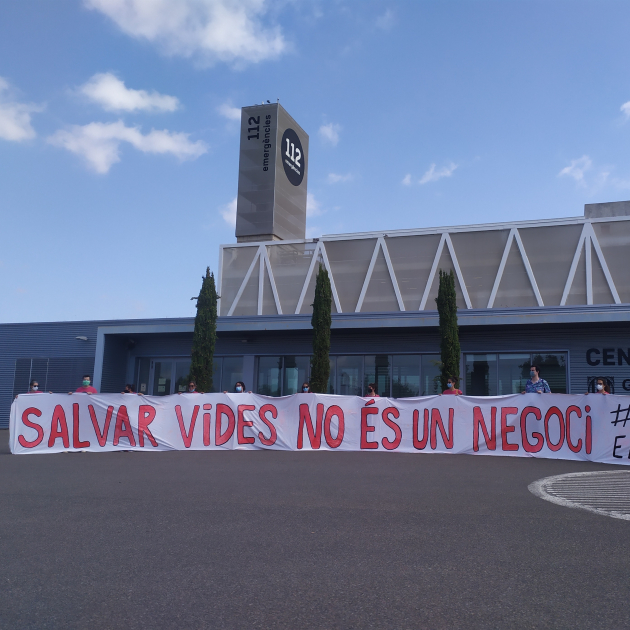 112
emergències
112
CEN
SALVAR VIDES NO ÉS UN NEGOCI #